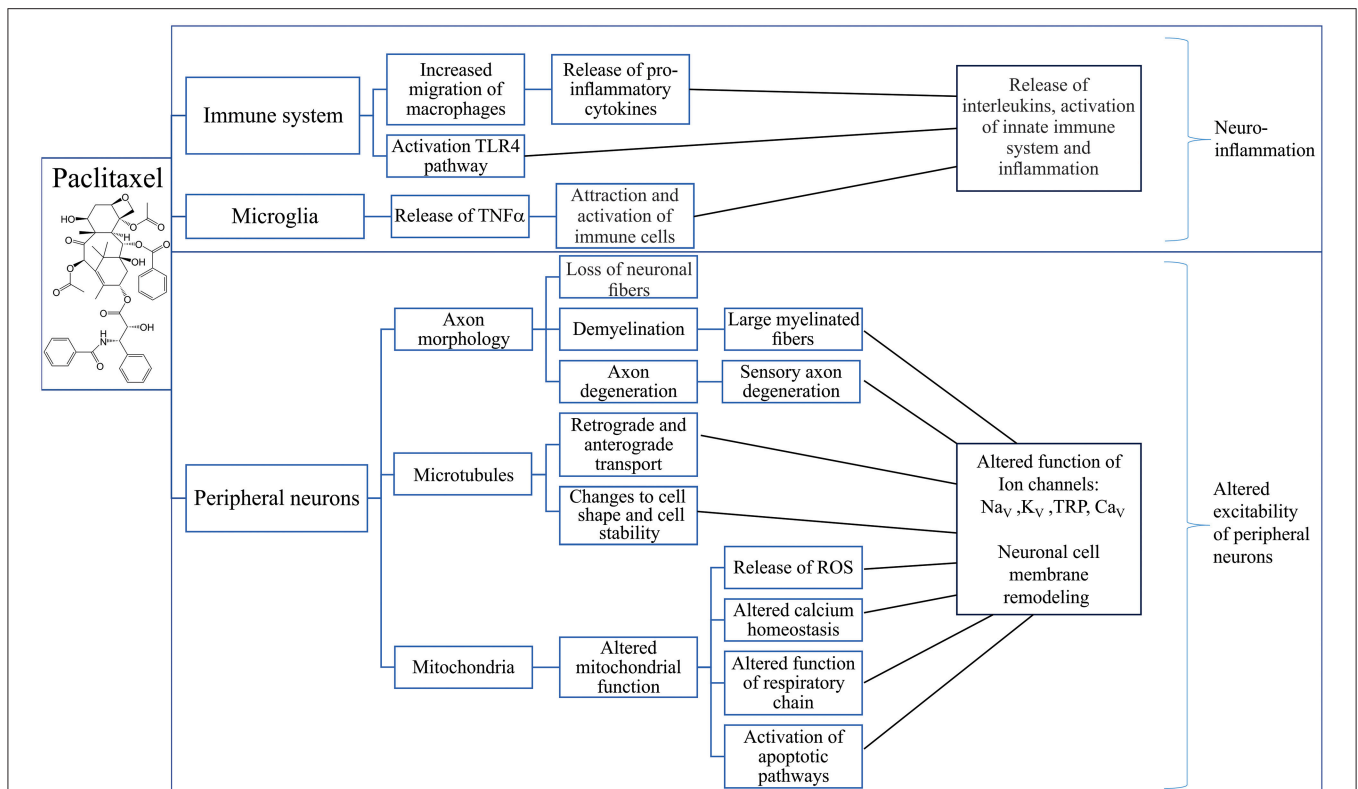 Paclitaxel
O
HO
O
O
O
H
O
O
OH
O
O
O
O
O
O
OH
H
N
O
Immune system
Increased
migration of
macrophages
Release of pro-
inflammatory
cytokines
Activation TLR4
pathway
Microglia
Release of TNFα
Attraction and
activation of
immune cells
Release of
interleukins, activation
of innate immune
system and
inflammation
Neuro-
inflammation
Peripheral neurons
Axon
morphology
Loss of neuronal
fibers
Demyelination
Large myelinated
fibers
Axon
degeneration
Sensory axon
degeneration
Microtubules
Retrograde and
anterograde
transport
Changes to cell
shape and cell
stability
Mitochondria
Altered
mitochondrial
function
Release of ROS
Altered calcium
homeostasis
Altered function
of respiratory
chain
Activation of
apoptotic
pathways
Altered function of
Ion channels:
NaV ,KV ,TRP, CaV
Neuronal cell
membrane
remodeling
Altered
excitability
of peripheral
neurons